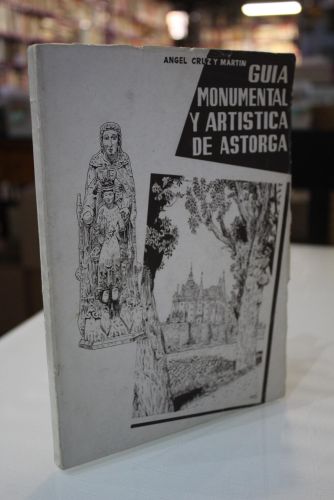 ANGEL CRUZ Y MARTIN
GUIA
MONUMENTAL
Y ARTISTICA
DE ASTORGA